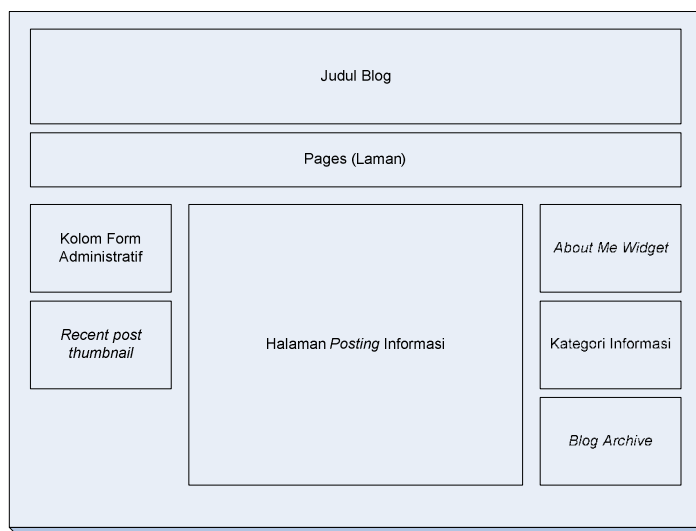 Judul Blog
Pages (Laman)
Kolom Form
Administratif
Recent post
thumbnail
Halaman Posting Informasi
About Me Widget
Kategori Informasi
Blog Archive